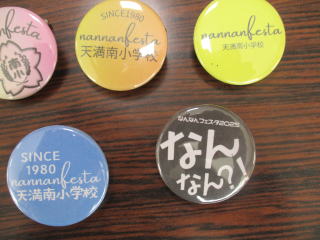 nannanfesta
南
SINCE1980
nannanfesta
天満南小学校
nannanfesta
天満南小学校
SINCE
1980
nannanfesta
天満南小学校
なんなんフェスタ2025
なん
なん?!